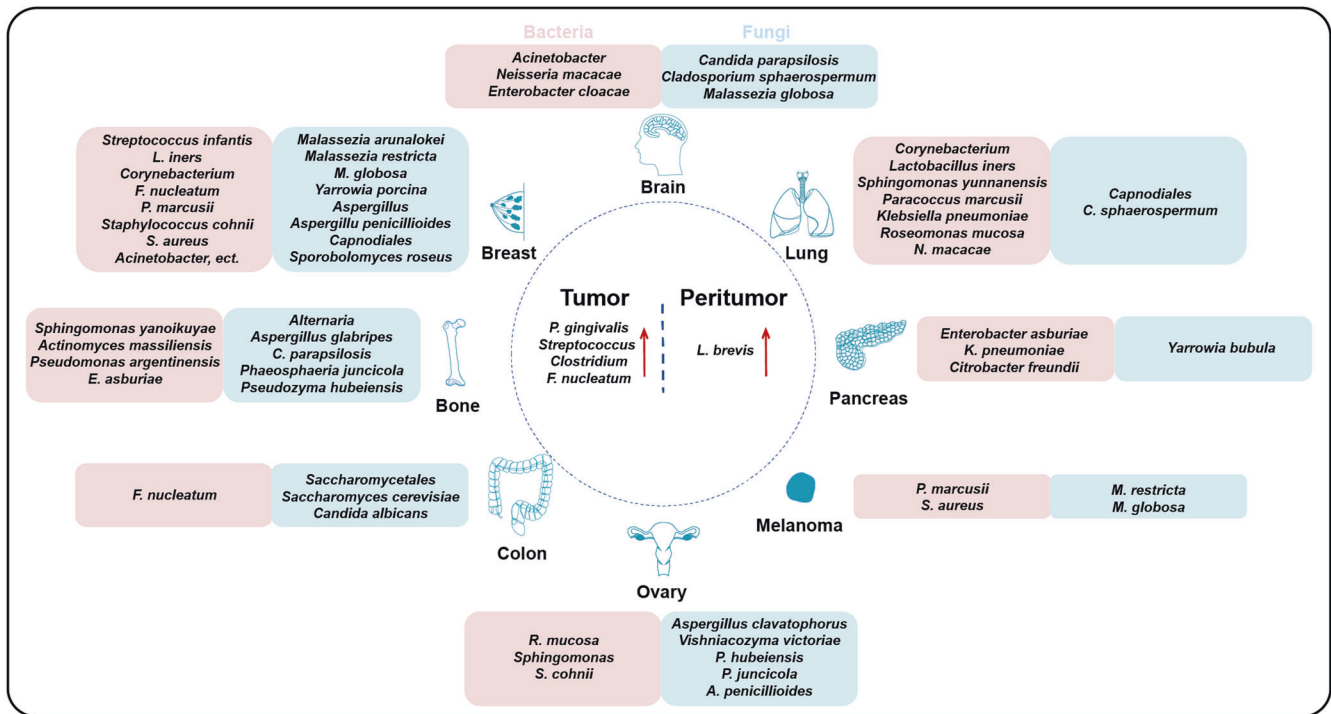 Bacteria
Fungi
Acinetobacter
Neisseria macacae
Enterobacter cloacae
Candida parapsilosis
Cladosporium sphaerospermum
Malassezia globosa
Brain
Streptococcus infantis
L. iners
Corynebacterium
F. nucleatum
P. marcusii
Staphylococcus cohnii
S. aureus
Acinetobacter, ect.
Malassezia arunalokei
Malassezia restricta
M. globosa
Yarrowia porcina
Aspergillus
Aspergillu penicillioides
Capnodiales
Sporobolomyces roseus
Breast
Lung
Corynebacterium
Lactobacillus iners
Sphingomonas yunnanensis
Paracoccus marcusii
Klebsiella pneumoniae
Roseomonas mucosa
N. macacae
Capnodiales
C. sphaerospermum
Tumor
P. gingivalis
Streptococcus
Clostridium
F. nucleatum
Peritumor
L. brevis
Sphingomonas yanoikuyae
Actinomyces massiliensis
Pseudomonas argentinensis
E. asburiae
Alternaria
Aspergillus glabripes
C. parapsilosis
Phaeosphaeria juncicola
Pseudozyma hubeiensis
Bone
Pancreas
Enterobacter asburiae
K. pneumoniae
Citrobacter freundii
Yarrowia bubula
F. nucleatum
Saccharomycetales
Saccharomyces cerevisiae
Candida albicans
Colon
Melanoma
P. marcusii
S. aureus
M. restricta
M. globosa
Ovary
R. mucosa
Sphingomonas
S. cohnii
Aspergillus clavatophorus
Vishniacozyma victoriae
P. hubeiensis
P. juncicola
A. penicillioides